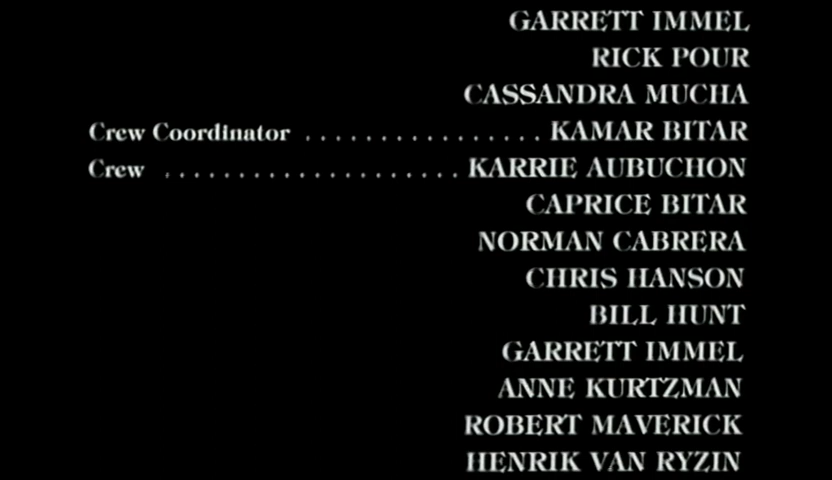 GARRETT IMMEL
RICK POUR
CASSANDRA MUCHA
Crew Coordinator ................ KAMAR BITAR
Crew .................... KARRIE AUBUCHON
CAPRICE BITAR
NORMAN CABRERA
CHRIS HANSON
BILL HUNT
GARRETT IMMEL
ANNE KURTZMAN
ROBERT MAVERICK
HENRIK VAN RYZIN